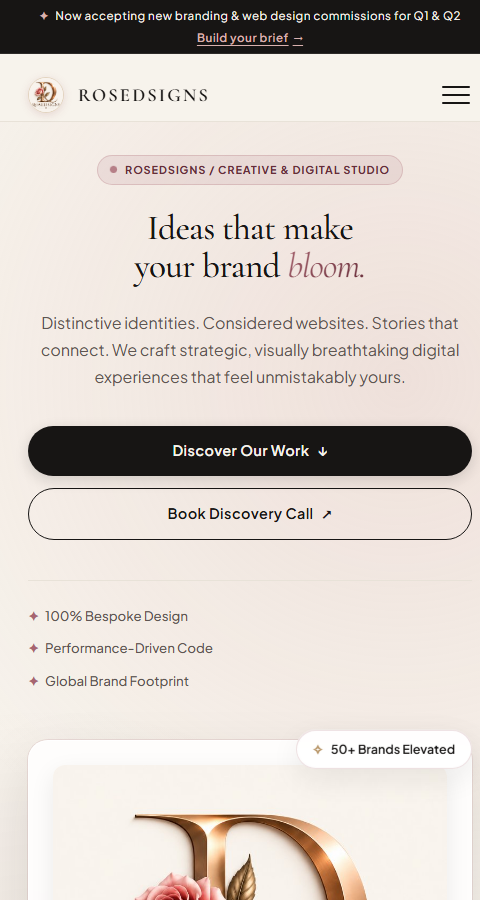 ✦ Now accepting new branding & web design commissions for Q1 & Q2
Build your brief →
ROSEDSIGNS
ROSEDSIGNS / CREATIVE & DIGITAL STUDIO
Ideas that make
your brand bloom.
Distinctive identities. Considered websites. Stories that
connect. We craft strategic, visually breathtaking digital
experiences that feel unmistakably yours.
Discover Our Work ↓
Book Discovery Call ↗
✦ 100% Bespoke Design
✦ Performance-Driven Code
✦ Global Brand Footprint
✧ 50+ Brands Elevated